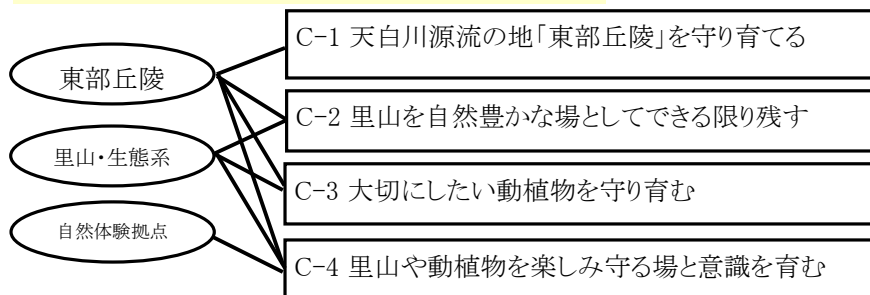 東部丘陵
里山・生態系
自然体験拠点
C-1 天白川源流の地「東部丘陵」を守り育てる
C-2 里山を自然豊かな場としてできる限り残す
C-3 大切にしたい動植物を守り育む
C-4 里山や動植物を楽しみ守る場と意識を育む